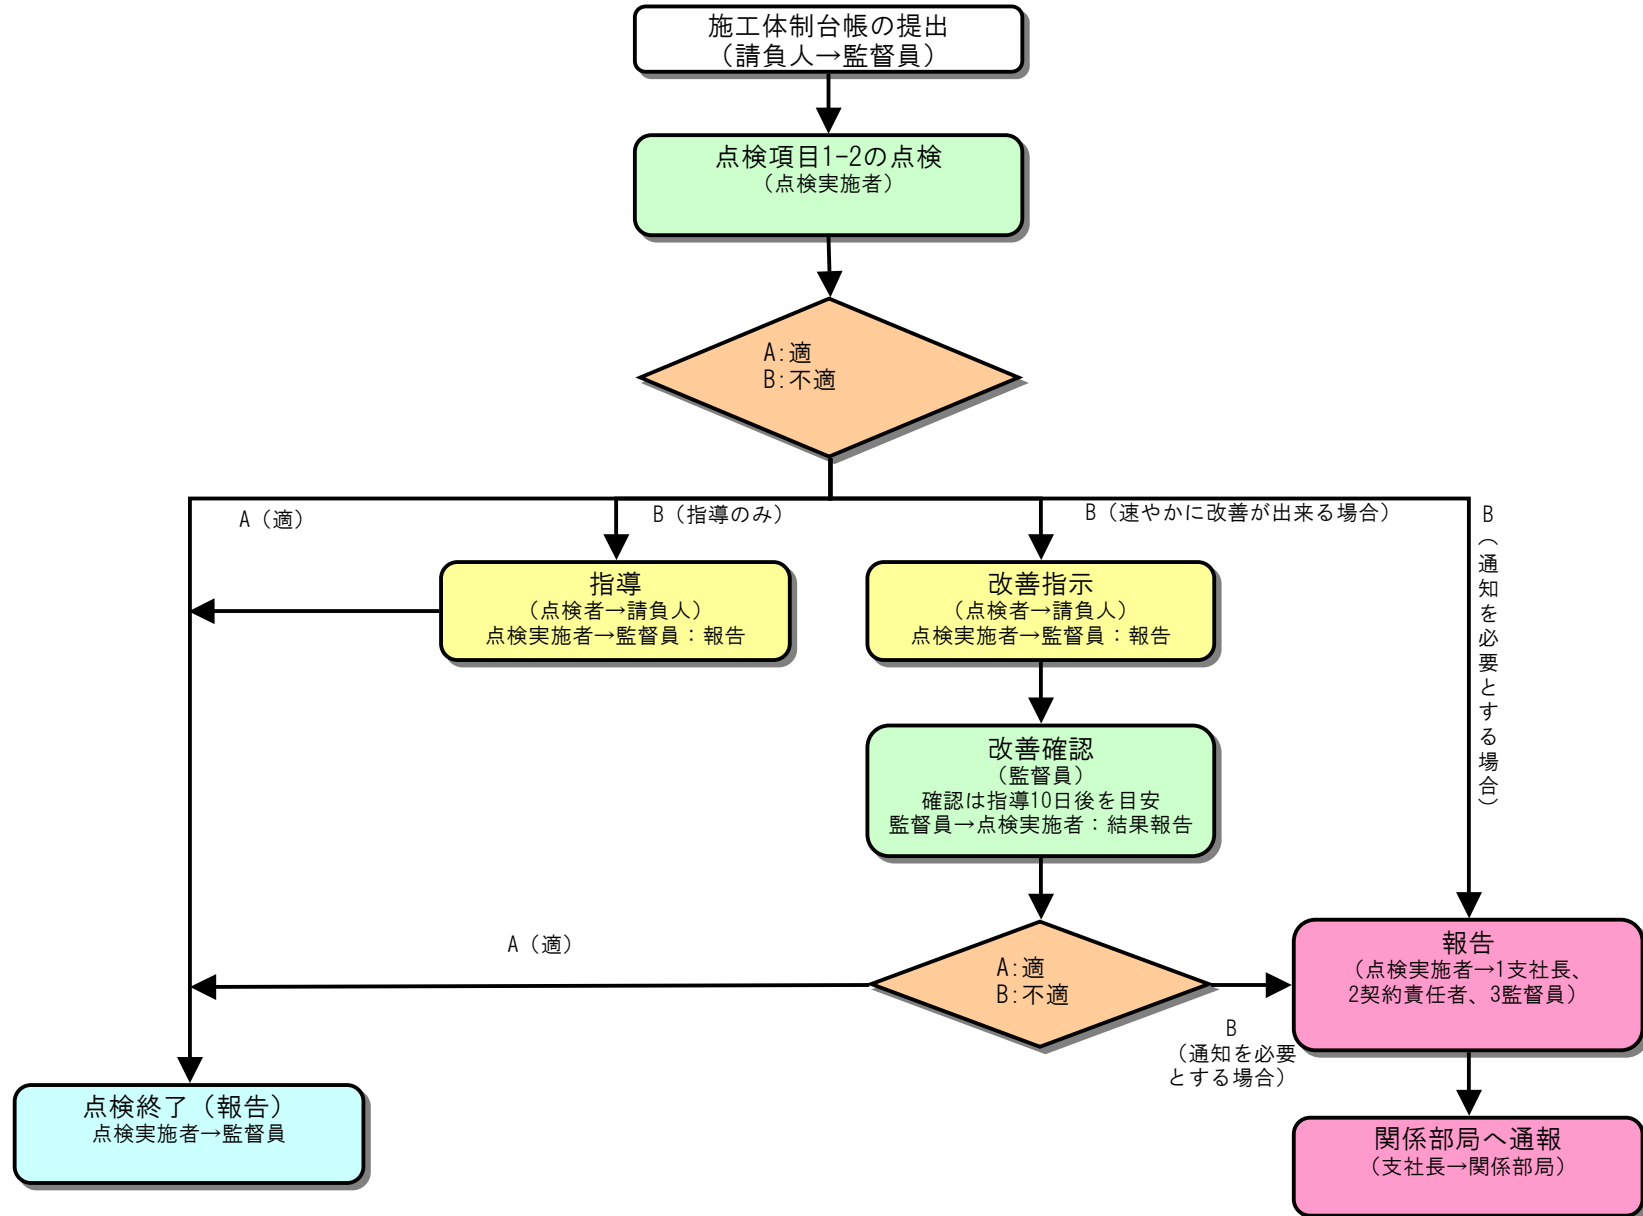 施工体制台帳の提出
（請負人→監督員）
点検項目1-2の点検
（点検実施者）
A:適
B:不適
A（適）
B（指導のみ）
B（速やかに改善が出来る場合）
B（通知を必要とする場合）
指導
（点検者→請負人）
点検実施者→監督員：報告
改善指示
（点検者→請負人）
点検実施者→監督員：報告
改善確認
（監督員）
確認は指導10日後を目安
監督員→点検実施者：結果報告
A（適）
A:適
B:不適
B
（通知を必要
とする場合）
報告
（点検実施者→1支社長、
2契約責任者、3監督員）
点検終了（報告）
点検実施者→監督員
関係部局へ通報
（支社長→関係部局）